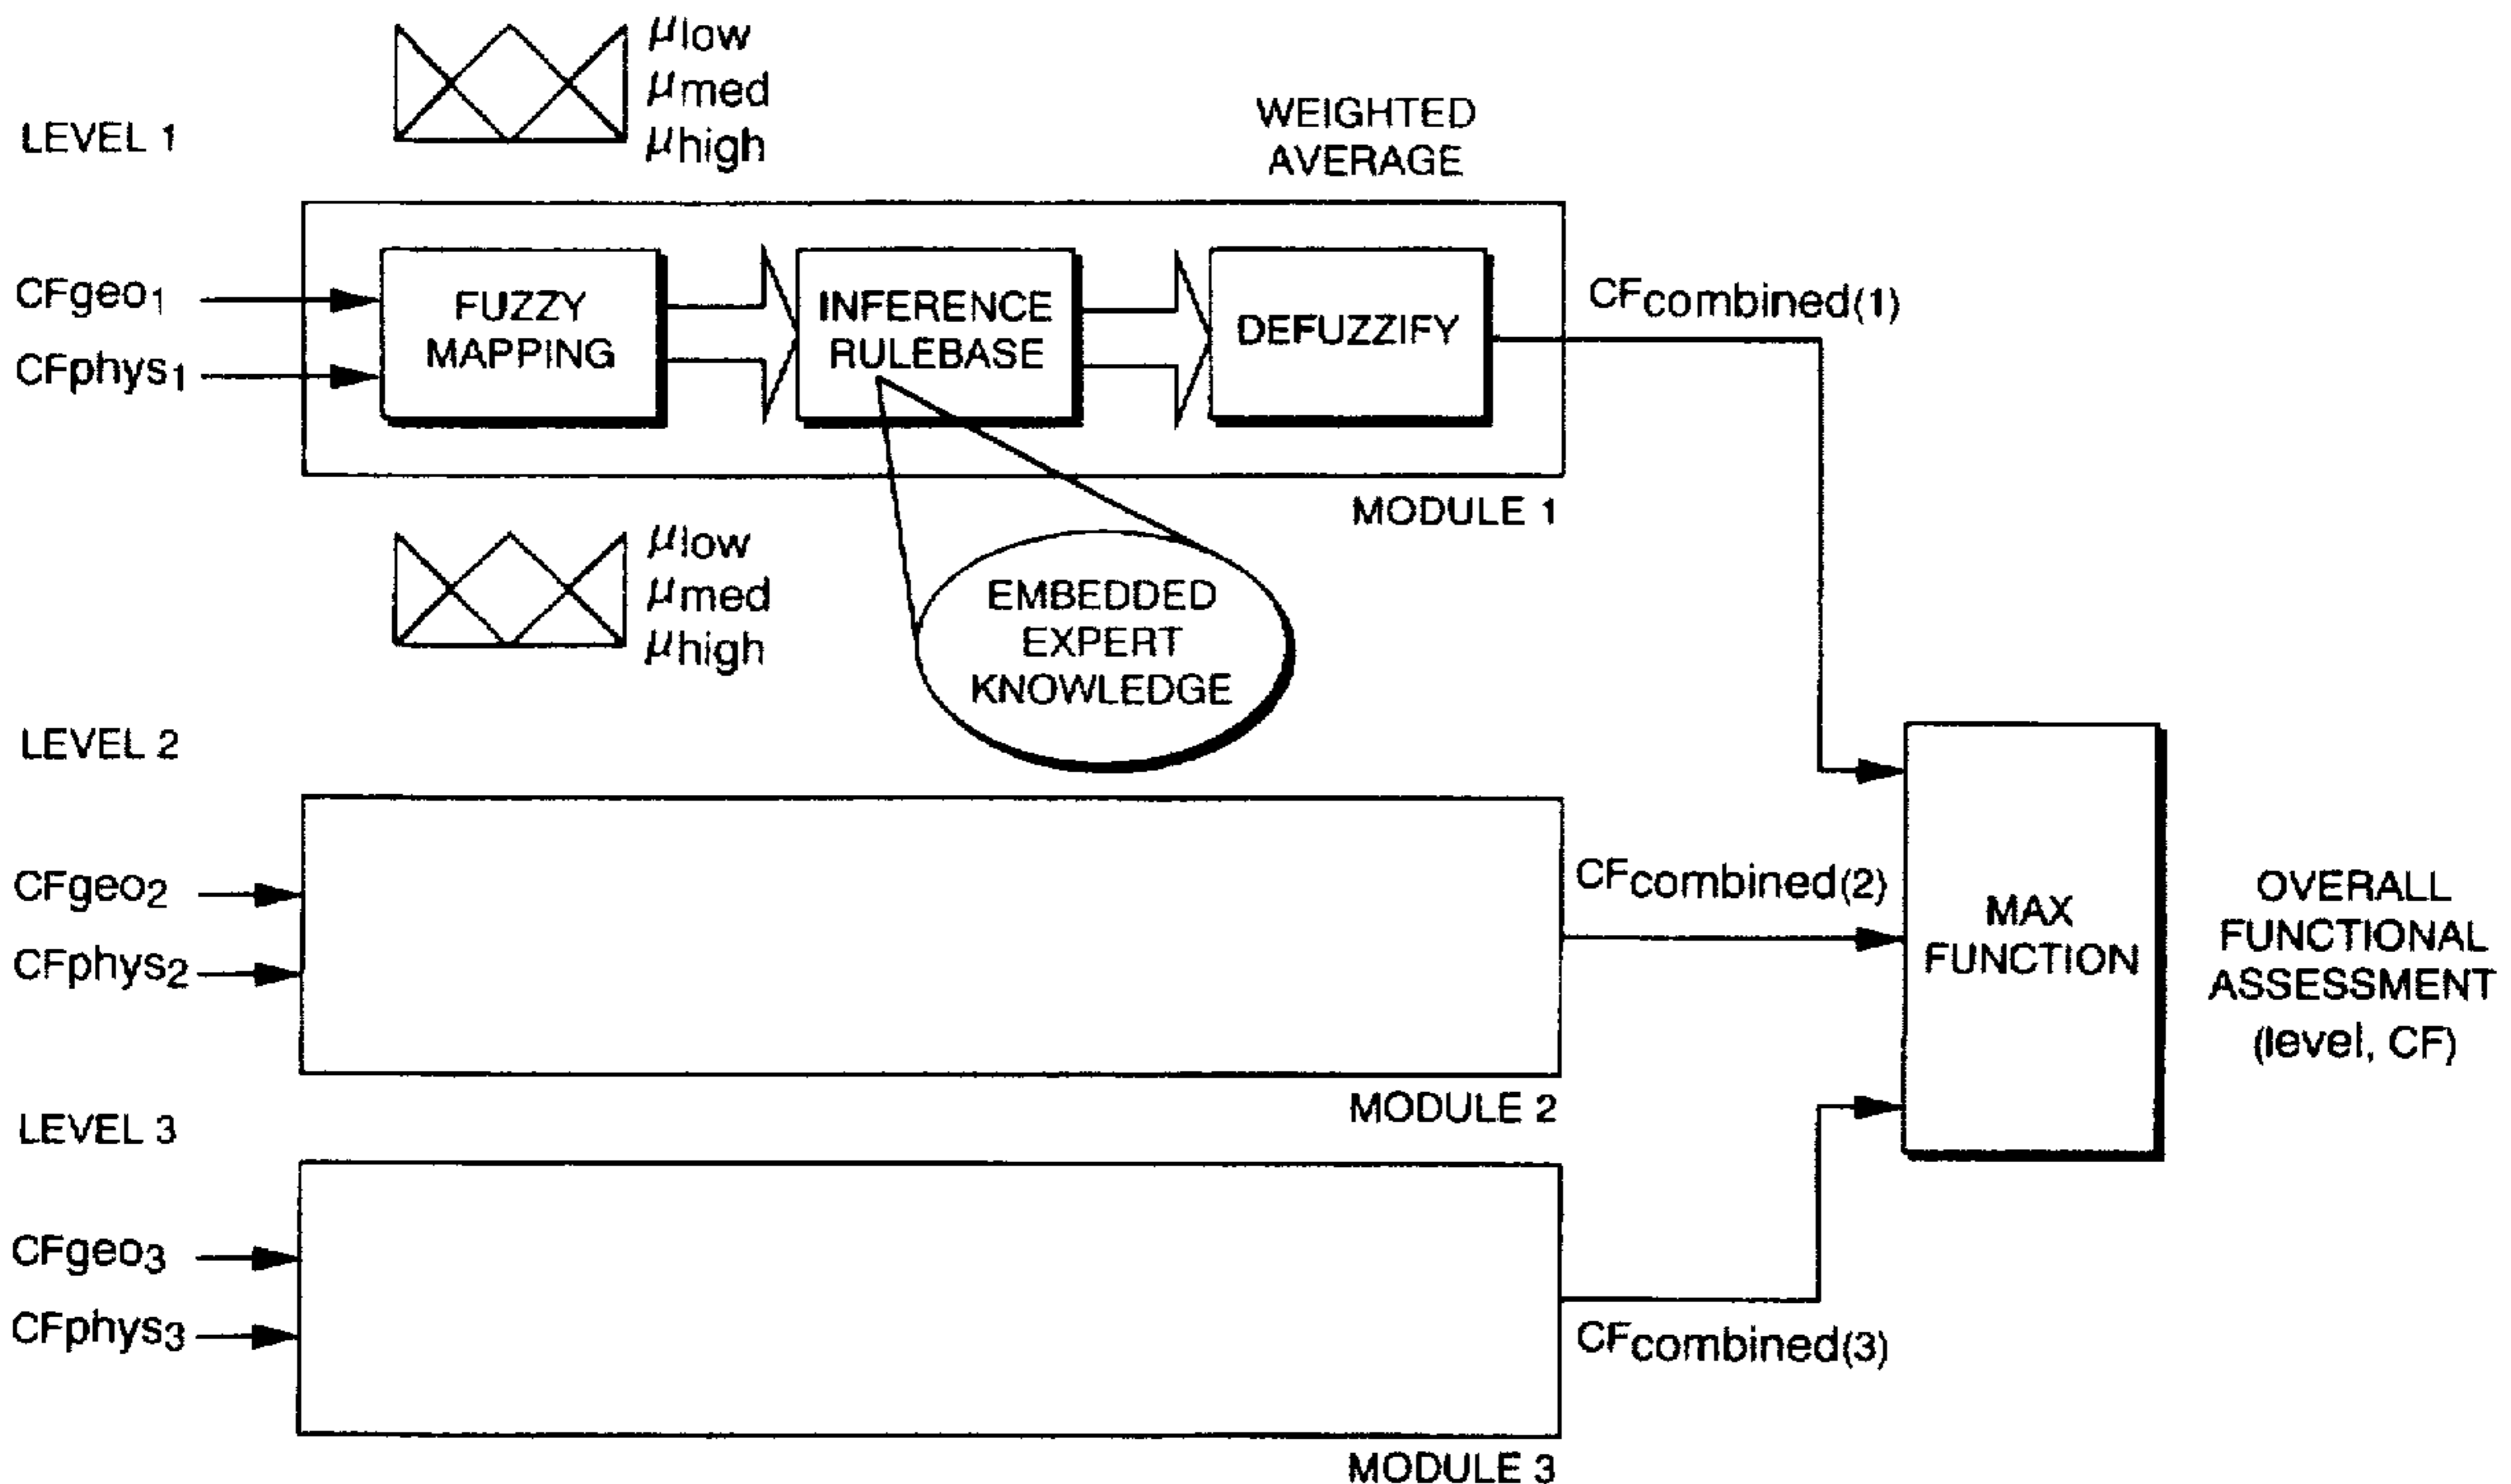 μlow
μmed
μhigh
LEVEL 1
WEIGHTED
AVERAGE
CFgeo1
CFphys1
FUZZY
MAPPING
INFERENCE
RULEBASE
DEFUZZIFY
CFcombined(1)
MODULE 1
μlow
μmed
μhigh
EMBEDDED
EXPERT
KNOWLEDGE
LEVEL 2
CFgeo2
CFphys2
CFcombined(2)
MAX
FUNCTION
OVERALL
FUNCTIONAL
ASSESSMENT
(level, CF)
MODULE 2
LEVEL 3
CFgeo3
CFphys3
CFcombined(3)
MODULE 3